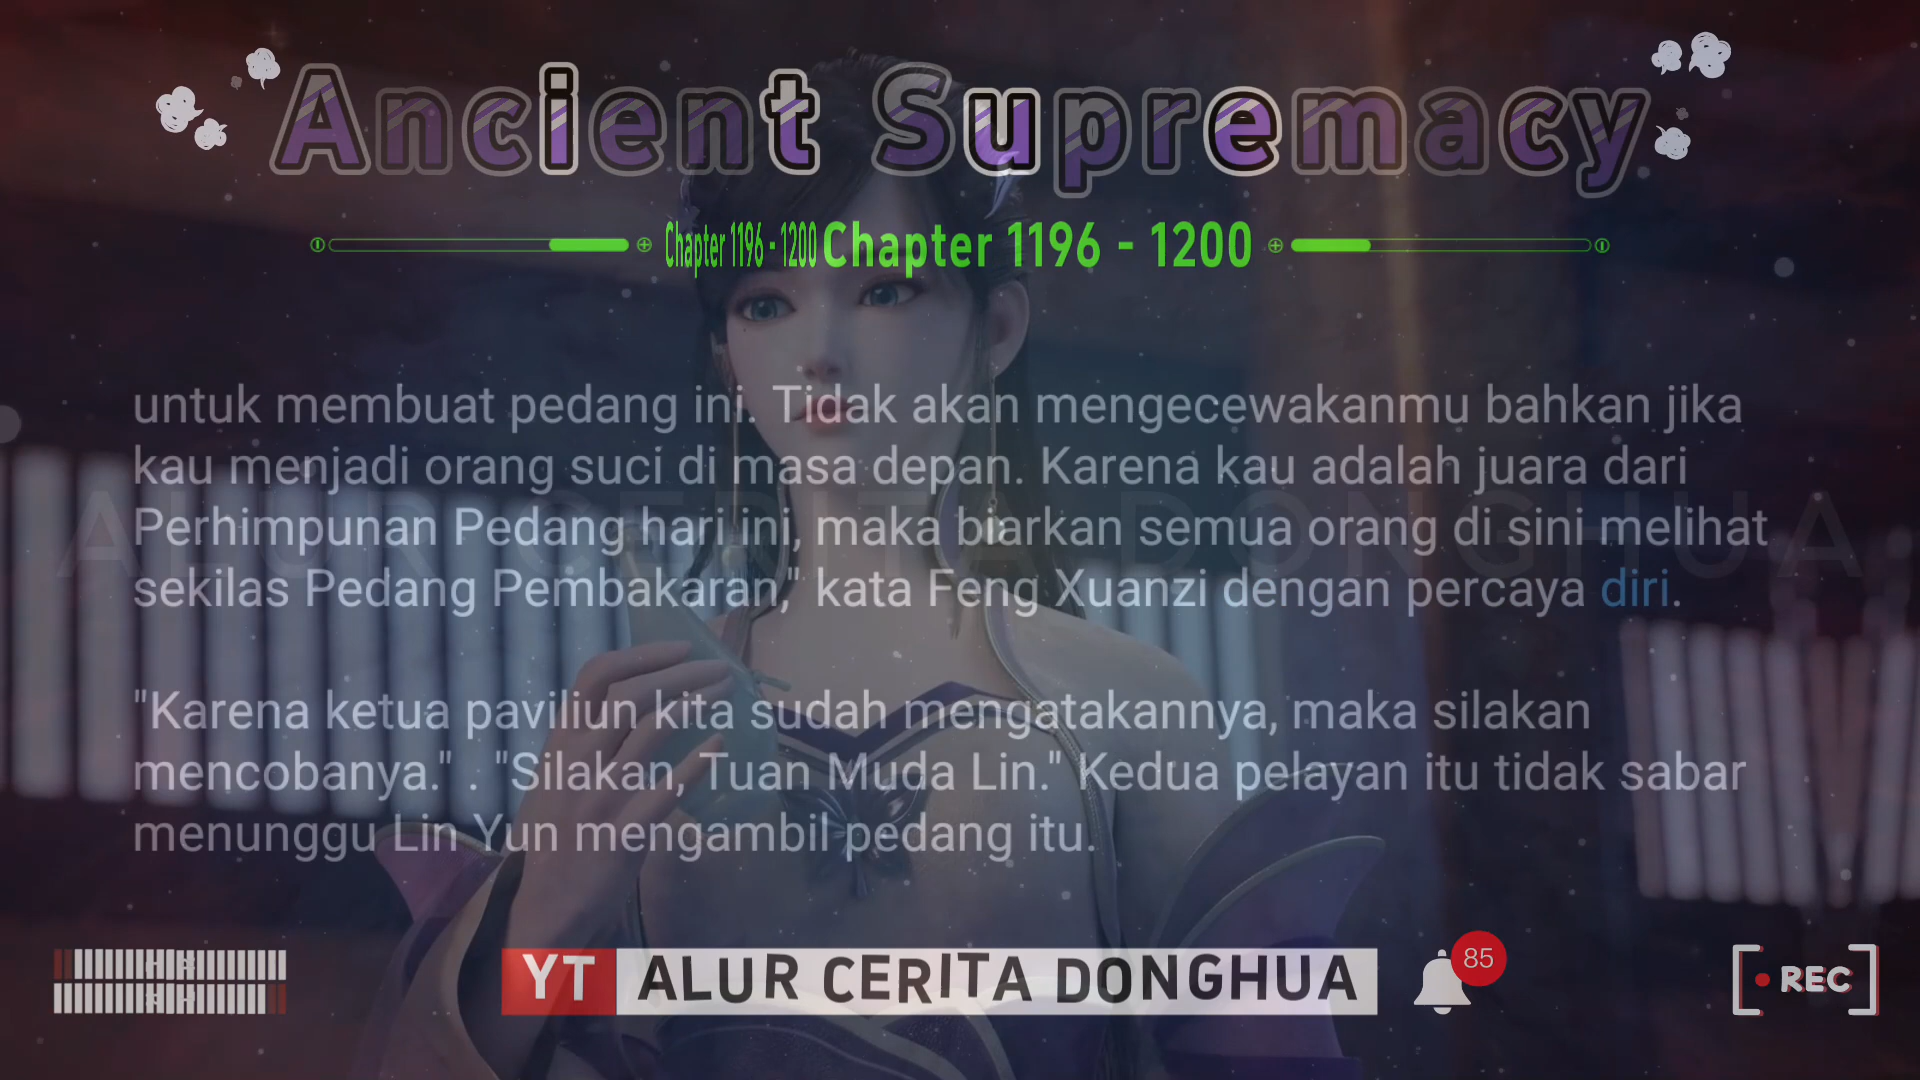 Ancient Supremacy
Chapter 1196 - 1200 Chapter 1196 - 1200
untuk membuat pedang ini. Tidak akan mengecewakanmu bahkan jika
kau menjadi orang suci di masa depan. Karena kau adalah juara dari
ALUR CERITA DONGHUA
Perhimpunan Pedang hari ini, maka biarkan semua orang di sini melihat
sekilas Pedang Pembakaran," kata Feng Xuanzi dengan percaya diri.
"Karena ketua paviliun kita sudah mengatakannya, maka silakan
mencobanya." . "Silakan, Tuan Muda Lin." Kedua pelayan itu tidak sabar
menunggu Lin Yun mengambil pedang itu.
YT ALUR CERITA DONGHUA
85
REC